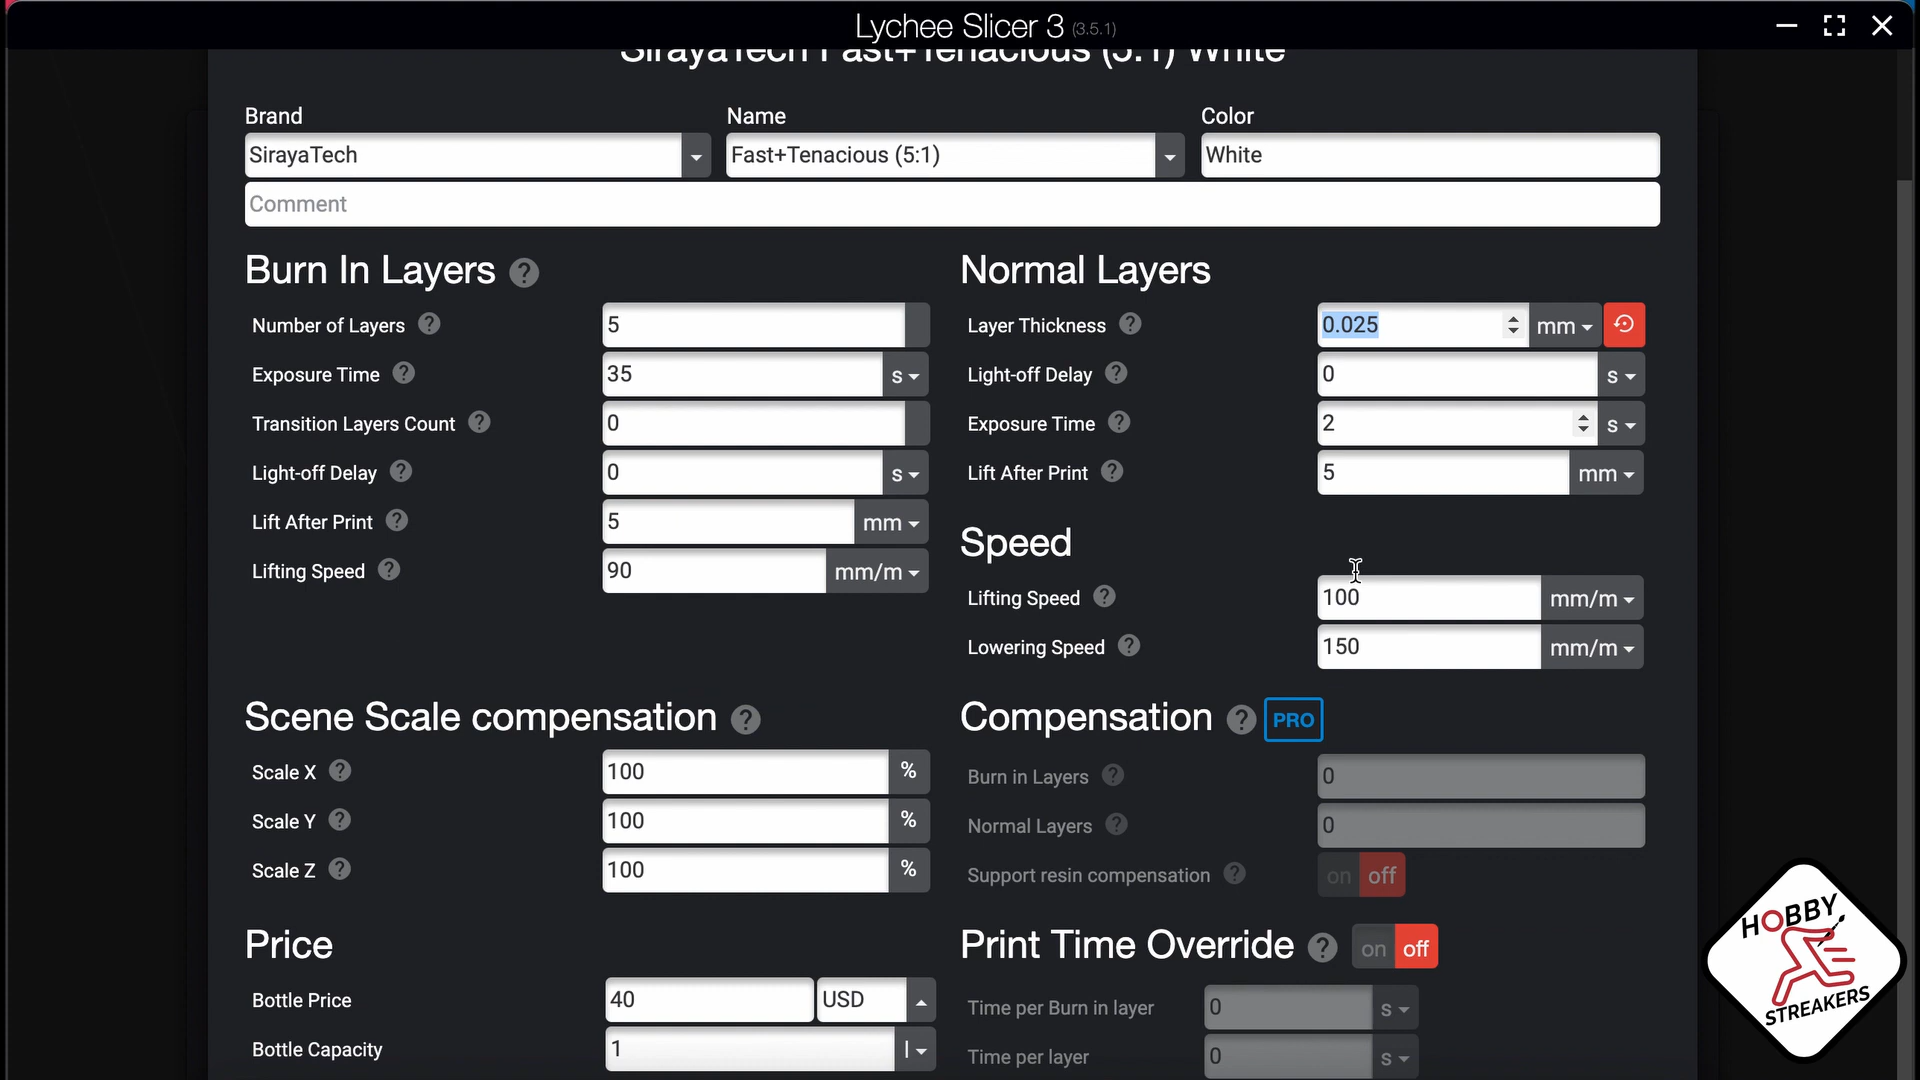 Lychee Slicer 3 (3.5.1)
SirayaTech Fast+Tenacious (5:1) White
Brand
Name
Color
SirayaTech
Fast+Tenacious (5:1)
White
Comment
Burn In Layers ?
Normal Layers
Number of Layers ? 5
Layer Thickness ? 0.025 mm
Exposure Time ? 35 s
Light-off Delay ? 0 s
Transition Layers Count ? 0
Exposure Time ? 2 s
Light-off Delay ? 0 s
Lift After Print ? 5 mm
Lift After Print ? 5 mm
Speed
Lifting Speed ? 90 mm/m
Lifting Speed ? 100 mm/m
Lowering Speed ? 150 mm/m
Scene Scale compensation ?
Compensation ? PRO
Scale X ? 100 %
Burn in Layers ? 0
Scale Y ? 100 %
Normal Layers ? 0
Scale Z ? 100 %
Support resin compensation ? on off
Price
Print Time Override ? on off
Bottle Price 40 USD
Time per Burn in layer 0 s
Bottle Capacity 1 l
Time per layer 0 s
HOBBY
STREAKERS